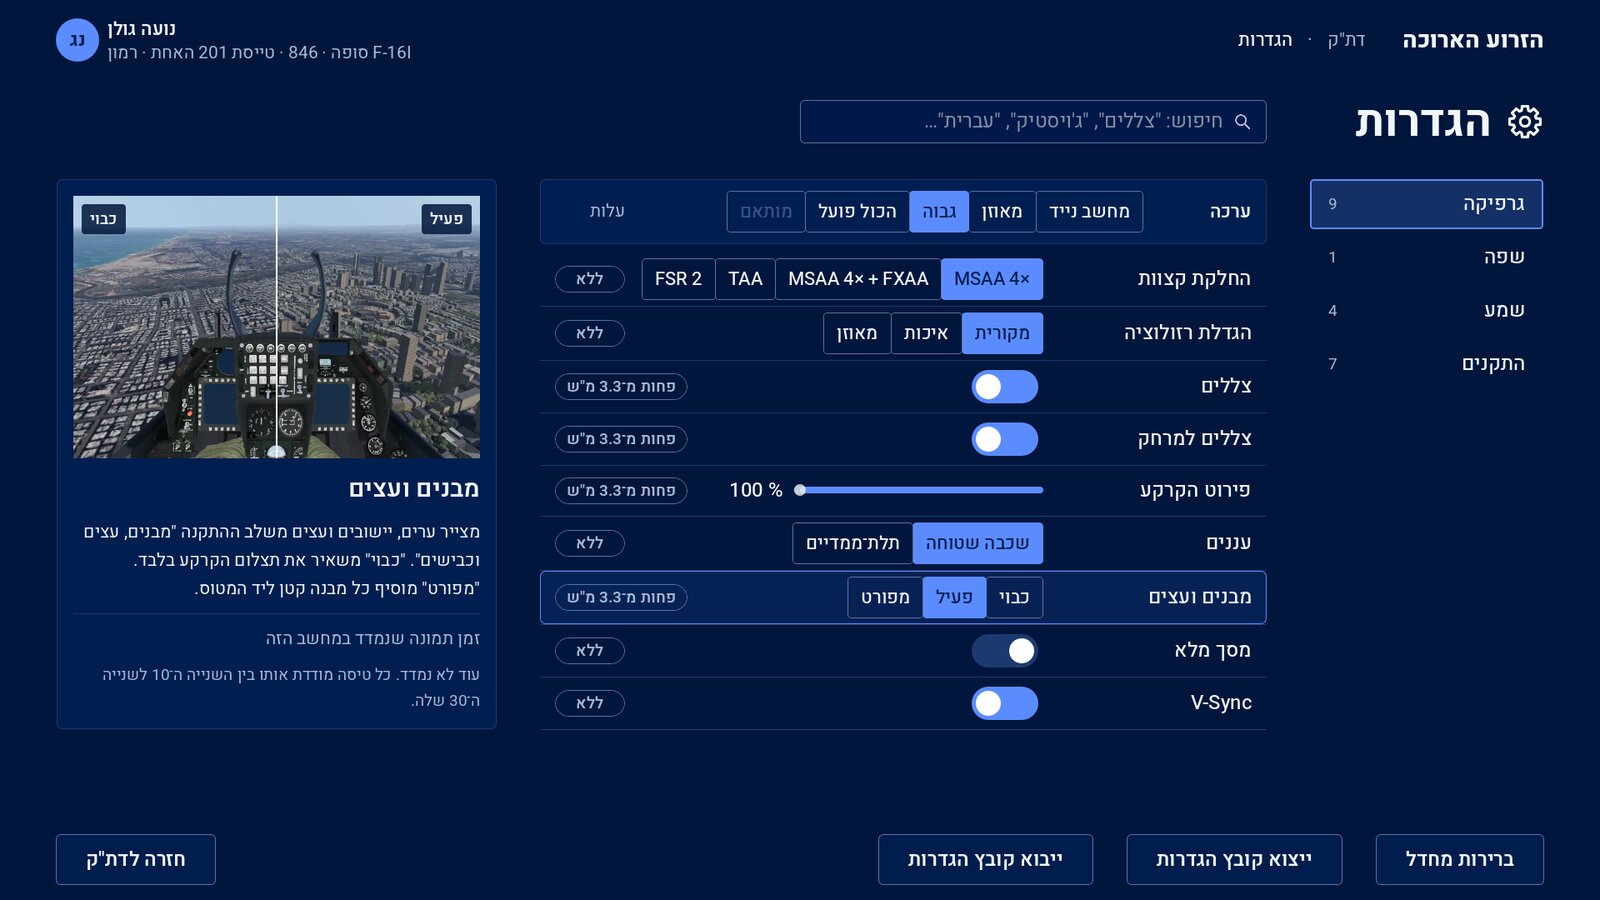 הזרוע הארוכה
דת"ק · הגדרות
נועה גולן
F-16I סופה · 846 · טייסת 201 האחת · רמון
נג
הגדרות
חיפוש: "צללים", "ג'ויסטיק", "עברית"...
גרפיקה 9
שפה 1
שמע 4
התקנים 7
ערכה מחשב נייד מאוזן גבוה הכול פועל מותאם עלות
החלקת קצוות MSAA 4× MSAA 4× + FXAA TAA FSR 2 ללא
הגדלת רזולוציה מקורית איכות מאוזן ללא
צללים פחות מ־3.3 מ"ש
צללים למרחק פחות מ־3.3 מ"ש
פירוט הקרקע 100 % פחות מ־3.3 מ"ש
עננים שכבה שטוחה תלת־ממדיים ללא
מבנים ועצים כבוי פעיל מפורט פחות מ־3.3 מ"ש
מסך מלא ללא
V-Sync ללא
פעיל כבוי
מבנים ועצים
מצייר ערים, יישובים ועצים משלב ההתקנה "מבנים, עצים
וכבישים". "כבוי" משאיר את תצלום הקרקע בלבד.
"מפורט" מוסיף כל מבנה קטן ליד המטוס.
זמן תמונה שנמדד במחשב הזה
עוד לא נמדד. כל טיסה מודדת אותו בין השנייה ה־10 לשנייה
ה־30 שלה.
ברירות מחדל
ייצוא קובץ הגדרות
ייבוא קובץ הגדרות
חזרה לדת"ק